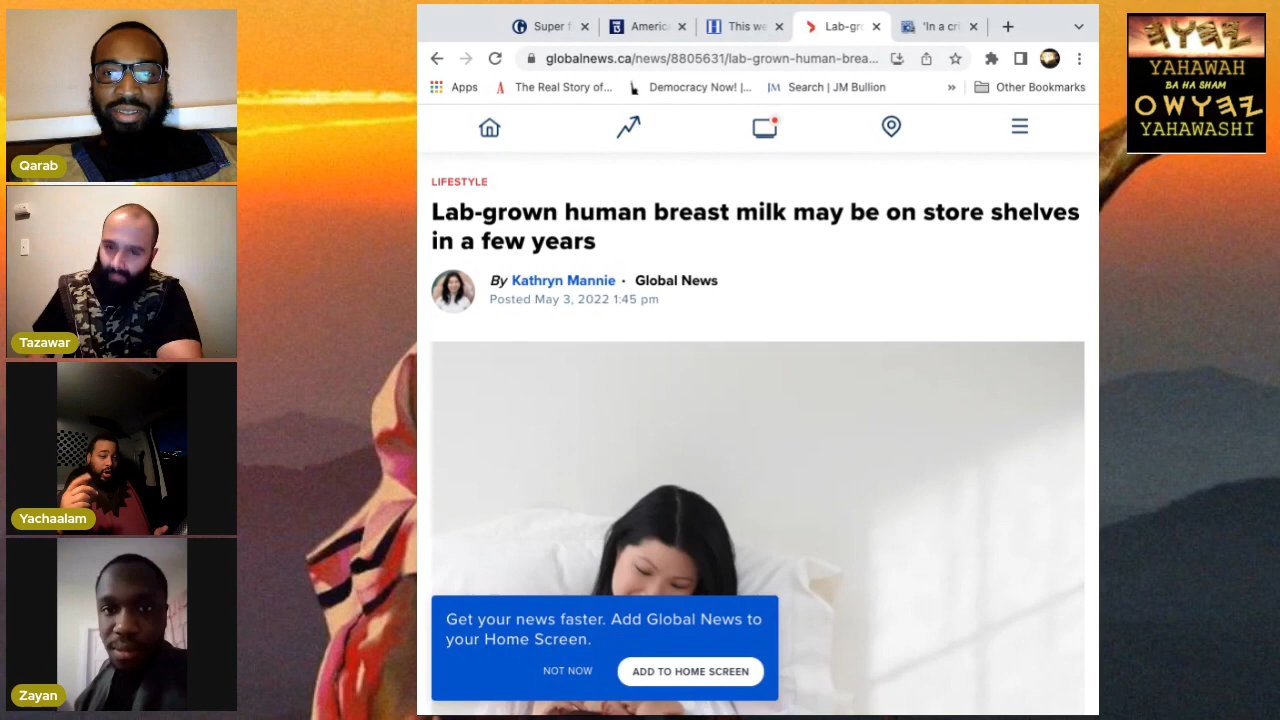 Qarab
Tazawar
Yachaalam
Zayan
Super f
America
This we
Lab-gro
'In a cri
globalnews.ca/news/8805631/lab-grown-human-brea...
Apps
The Real Story of...
Democracy Now! |...
JM
Search | JM Bullion
»
Other Bookmarks
LIFESTYLE
Lab-grown human breast milk may be on store shelves
in a few years
By Kathryn Mannie · Global News
Posted May 3, 2022 1:45 pm
Get your news faster. Add Global News to
your Home Screen.
NOT NOW
ADD TO HOME SCREEN
YAHAWAH
BA HA SHAM
YAHAWASHI